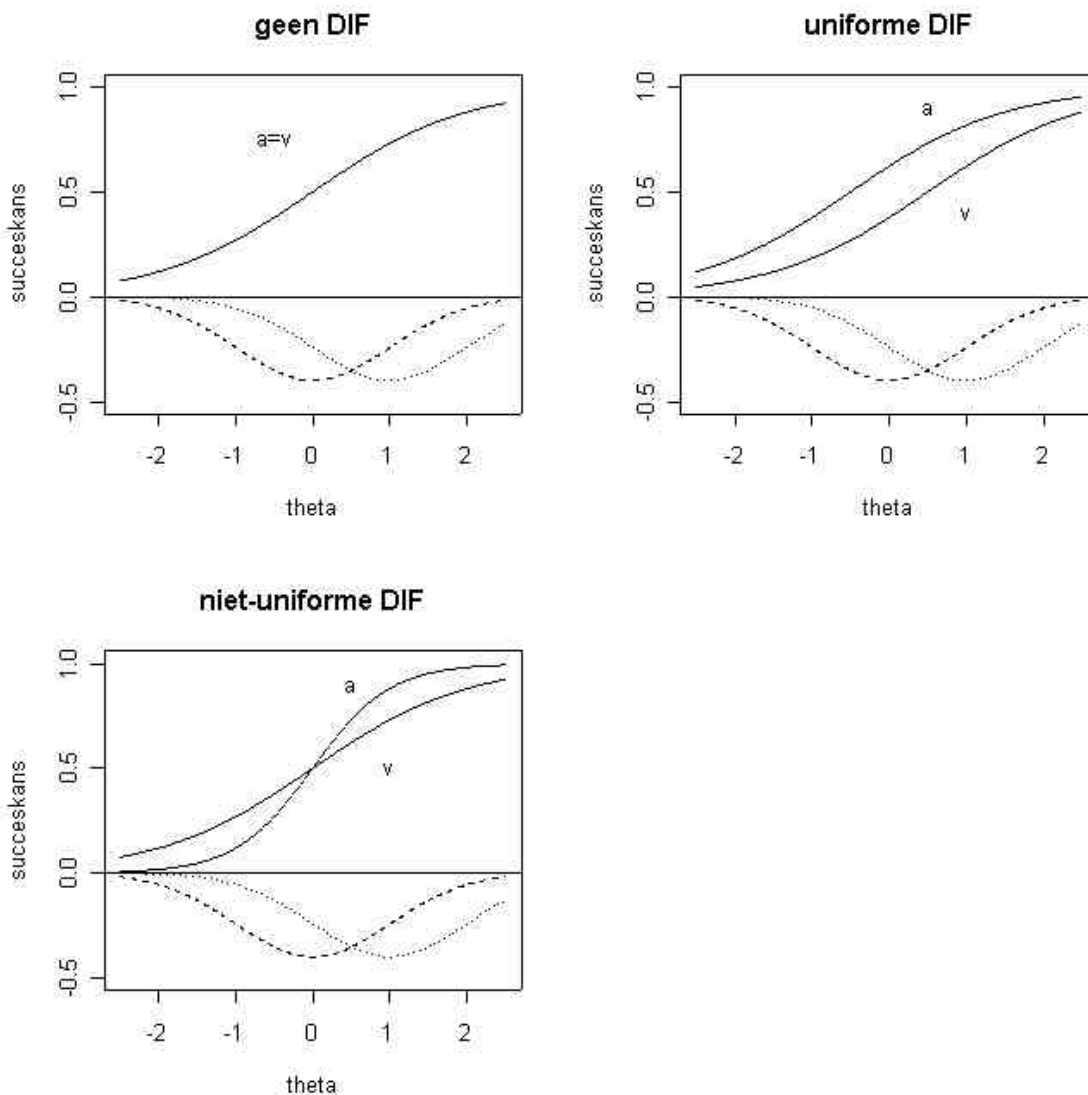 geen DIF
1.0
0.5
0.0
-0.5
succeskans
a=v
-2 -1 0 1 2
theta
uniforme DIF
1.0
0.5
0.0
-0.5
succeskans
a
v
-2 -1 0 1 2
theta
niet-uniforme DIF
1.0
0.5
0.0
-0.5
succeskans
a
v
-2 -1 0 1 2
theta